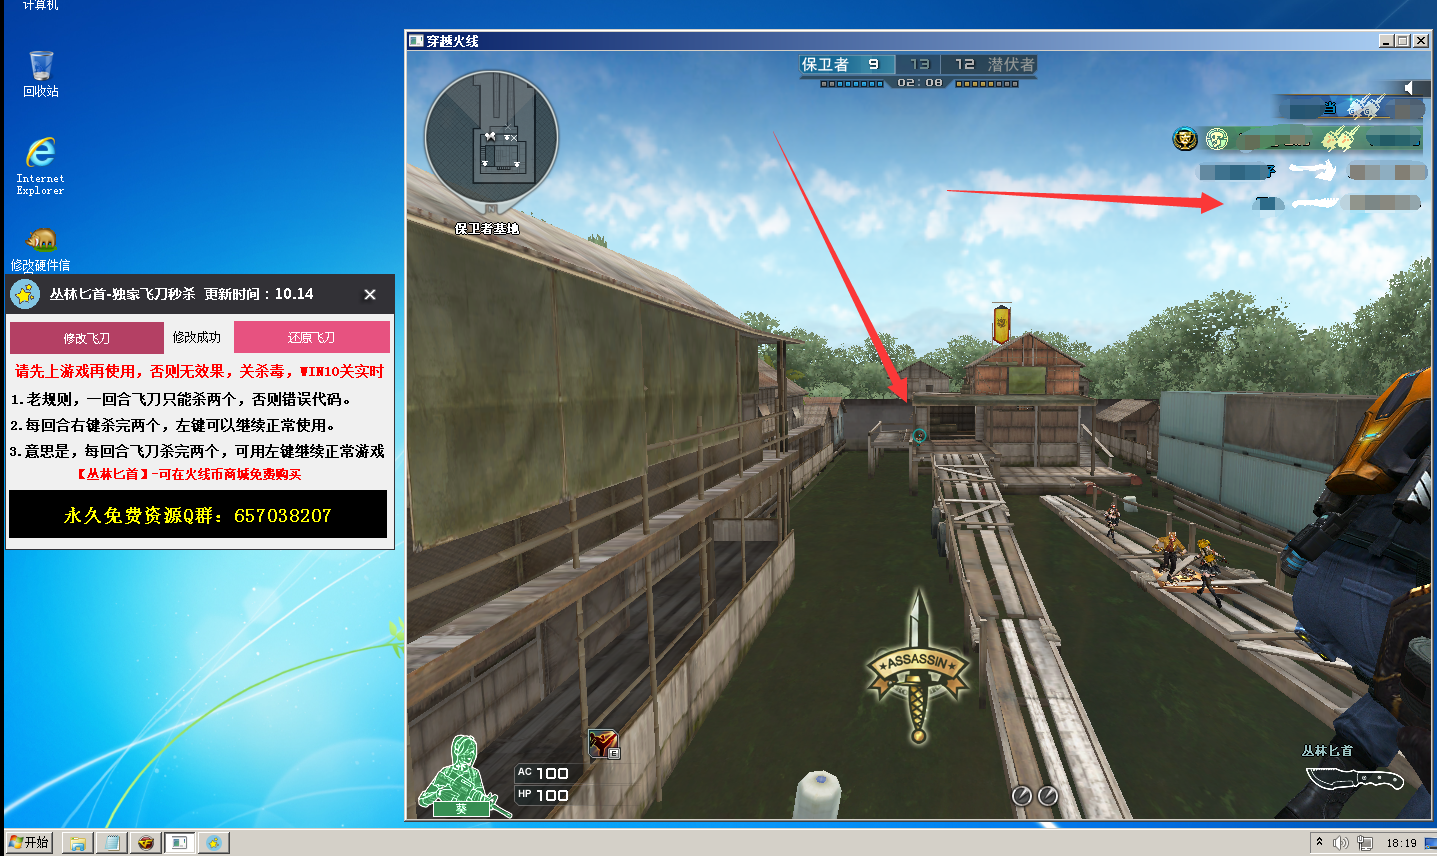 计算机
回收站
Internet
Explorer
修改硬件信
丛林匕首-独家飞刀秒杀 更新时间：10.14
修改飞刀
修改成功
还原飞刀
请先上游戏再使用，否则无效果，关杀毒，WIN10关实时
1.老规则，一回合飞刀只能杀两个，否则错误代码。
2.每回合右键杀完两个，左键可以继续正常使用。
3.意思是，每回合飞刀杀完两个，可用左键继续正常游戏
【丛林匕首】-可在火线币商城免费购买
永久免费资源Q群：657038207
穿越火线
保卫者 9 13 12 潜伏者
02:08
N
保卫者基地
ASSASSIN
丛林匕首
E
AC 100
HP 100
葵
开始
18:19